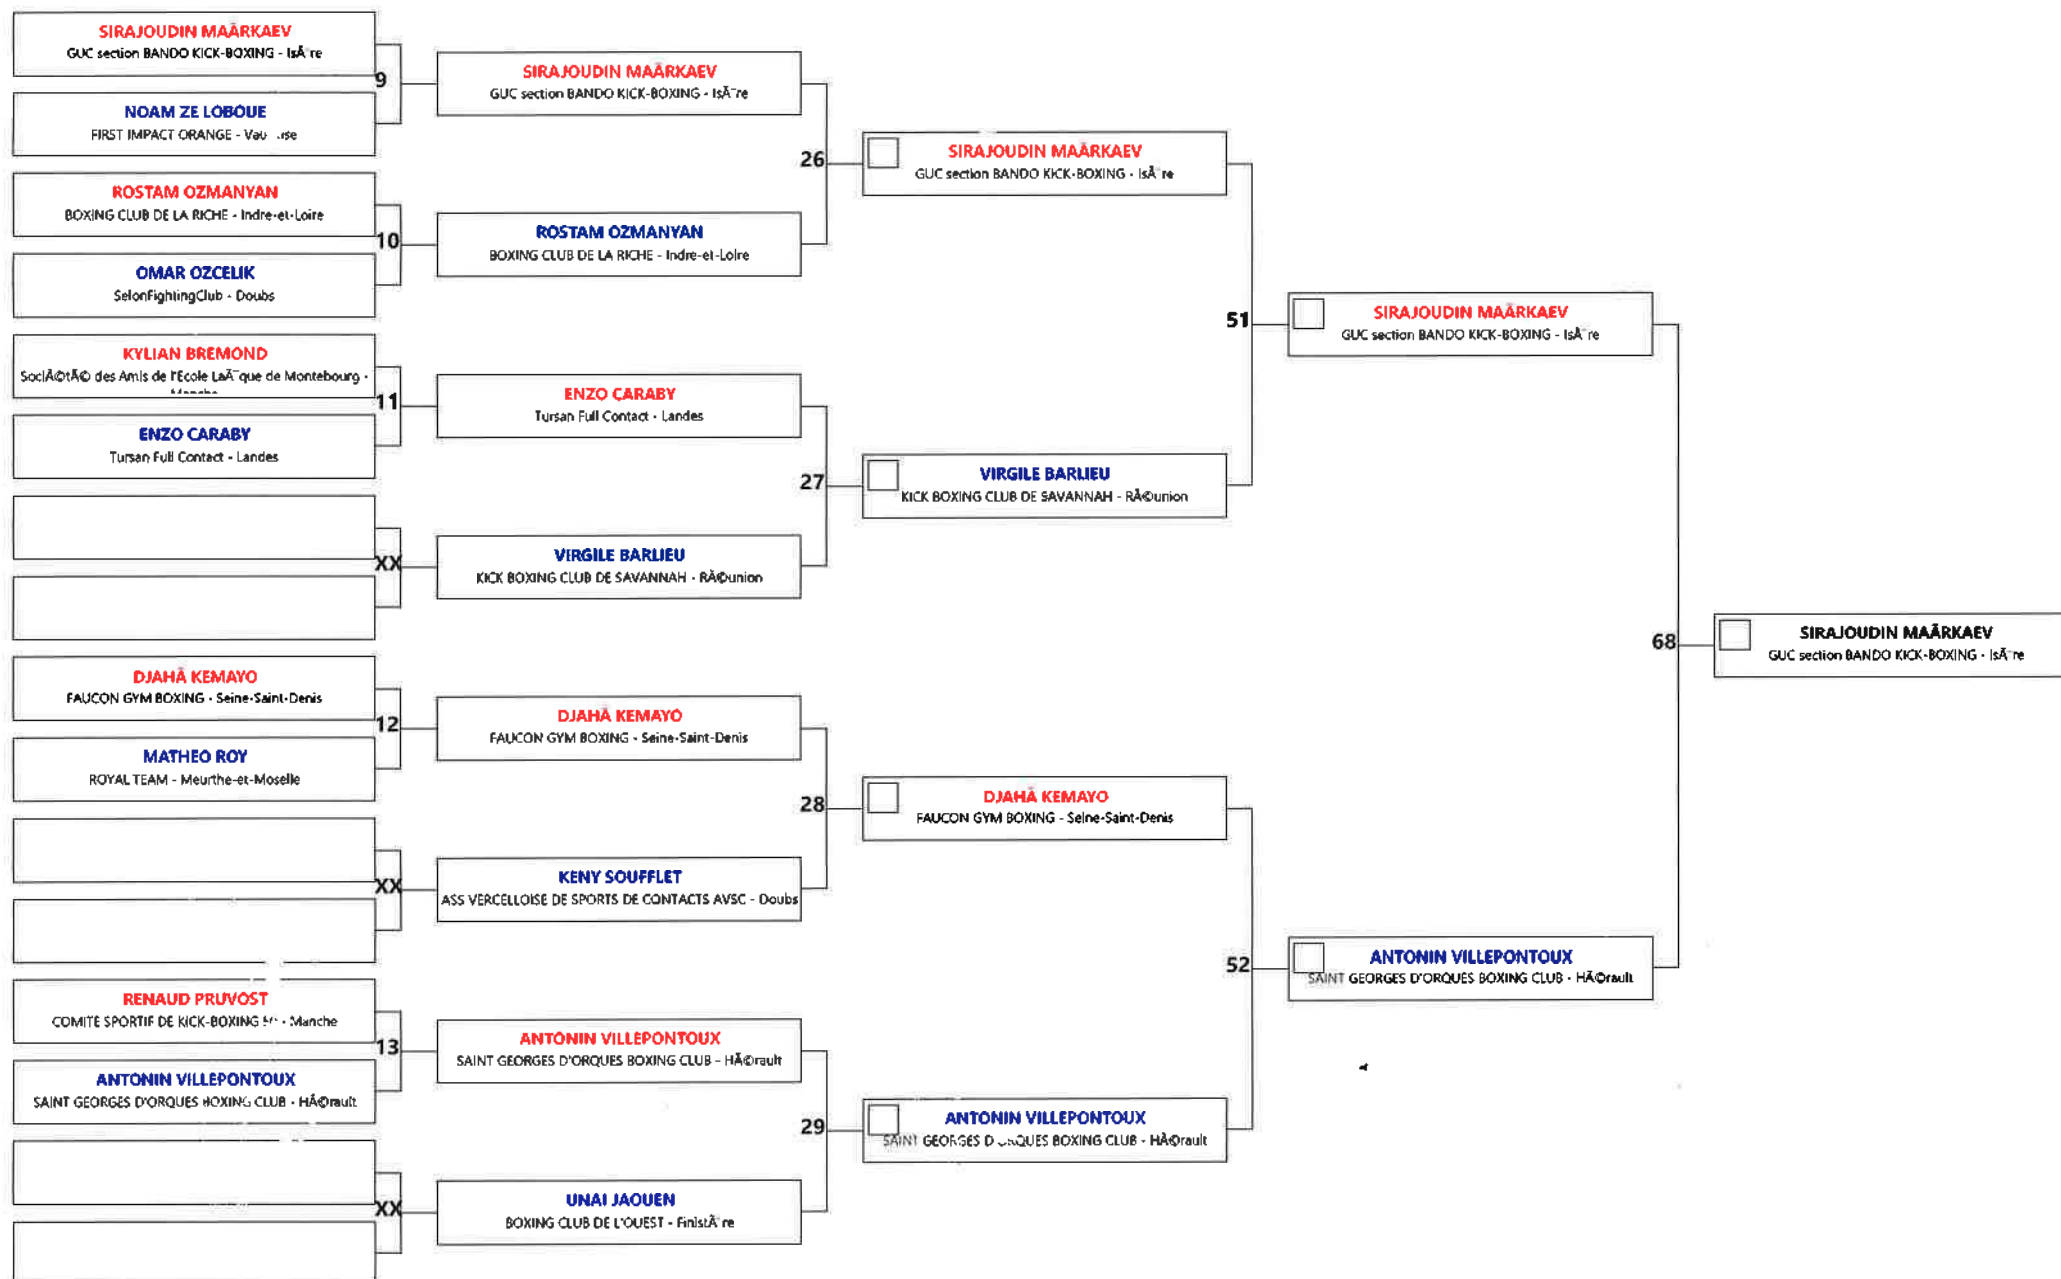 SIRAJOUDIN MAÃRKAEV
GUC section BANDO KICK-BOXING - IsÃ¨re
9
NOAM ZE LOBOUE
FIRST IMPACT ORANGE -
ROSTAM OZMANYAN
BOXING CLUB DE LA RICHE - Indre-et-Loire
10
OMAR OZCELIK
SelonFightingClub - Doubs
KYLIAN BREMOND
SociÃ©tÃ© des Amis de l'Ecole LaÃ¯que de Montebourg -
11
ENZO CARABY
Tursan Full Contact - Landes
XX
DJAHÃ KEMAYO
FAUCON GYM BOXING - Seine-Saint-Denis
12
MATHEO ROY
ROYAL TEAM - Meurthe-et-Moselle
XX
RENAUD PRUVOST
COMITE SPORTIF DE KICK-BOXING - Manche
13
ANTONIN VILLEPONTOUX
SAINT GEORGES D'ORQUES BOXING CLUB - HÃ©rault
XX
SIRAJOUDIN MAÃRKAEV
GUC section BANDO KICK-BOXING - IsÃ¨re
26
ROSTAM OZMANYAN
BOXING CLUB DE LA RICHE - Indre-et-Loire
ENZO CARABY
Tursan Full Contact - Landes
27
VIRGILE BARLIEU
KICK BOXING CLUB DE SAVANNAH - RÃ©union
DJAHÃ KEMAYO
FAUCON GYM BOXING - Seine-Saint-Denis
28
KENY SOUFFLET
ASS VERCELLOISE DE SPORTS DE CONTACTS AVSC - Doubs
ANTONIN VILLEPONTOUX
SAINT GEORGES D'ORQUES BOXING CLUB - HÃ©rault
29
UNAI JAOUEN
BOXING CLUB DE L'OUEST - FinistÃ¨re
SIRAJOUDIN MAÃRKAEV
GUC section BANDO KICK-BOXING - IsÃ¨re
51
VIRGILE BARLIEU
KICK BOXING CLUB DE SAVANNAH - RÃ©union
DJAHÃ KEMAYO
FAUCON GYM BOXING - Seine-Saint-Denis
52
ANTONIN VILLEPONTOUX
SAINT GEORGES D'ORQUES BOXING CLUB - HÃ©rault
SIRAJOUDIN MAÃRKAEV
GUC section BANDO KICK-BOXING - IsÃ¨re
68
ANTONIN VILLEPONTOUX
SAINT GEORGES D'ORQUES BOXING CLUB - HÃ©rault
SIRAJOUDIN MAÃRKAEV
GUC section BANDO KICK-BOXING - IsÃ¨re